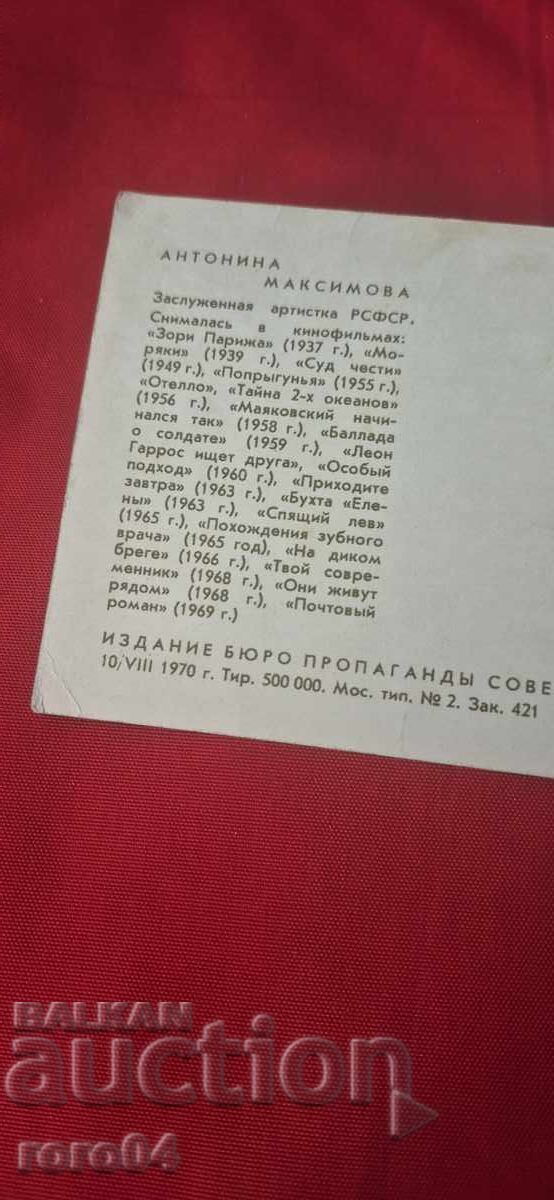 АНТОНИНА
МАКСИМОВА
Заслуженная артистка РСФСР.
Снималась в кинофильмах:
«Зори Парижа» (1937 г.), «Мо-
ряки» (1939 г.), «Суд чести»
(1949 г.), «Попрыгунья» (1955 г.),
«Отелло», «Тайна 2-х океанов»
(1956 г.), «Маяковский начи-
нался так» (1958 г.), «Баллада
о солдате» (1959 г.), «Леон
Гаррос ищет друга», «Особый
подход» (1960 г.), «Приходите
завтра» (1963 г.), «Бухта «Еле-
ны» (1963 г.), «Спящий лев»
(1965 г.), «Похождения зубного
врача» (1965 год), «На диком
бреге» (1966 г.), «Твой совре-
менник» (1968 г.), «Они живут
рядом» (1968 г.), «Почтовый
роман» (1969 г.)
ИЗДАНИЕ БЮРО ПРОПАГАНДЫ СОВЕ
10/VIII 1970 г. Тир. 500 000. Мос. тип. № 2. Зак. 421
BALKAN
auction
roro04